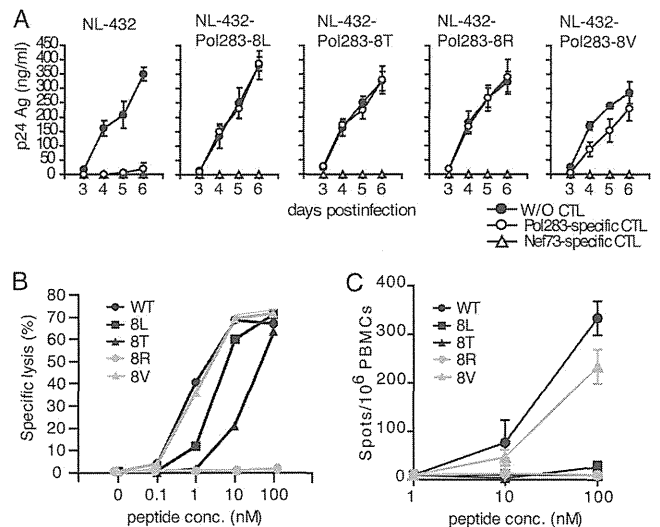 A
NL-432
NL-432-Pol283-8L
NL-432-Pol283-8T
NL-432-Pol283-8R
NL-432-Pol283-8V
p24 Ag (ng/ml)
450
400
350
300
250
200
150
100
50
0
3 4 5 6
3 4 5 6
3 4 5 6
3 4 5 6
3 4 5 6
days postinfection
W/O CTL
Pol283-specific CTL
Nef73-specific CTL
B
Specific lysis (%)
80
70
60
50
40
30
20
10
0
WT
8L
8T
8R
8V
0 0.1 1 10 100
peptide conc. (nM)
C
Spots/10⁶ PBMCs
400
300
200
100
0
WT
8L
8T
8R
8V
1 10 100
peptide conc. (nM)